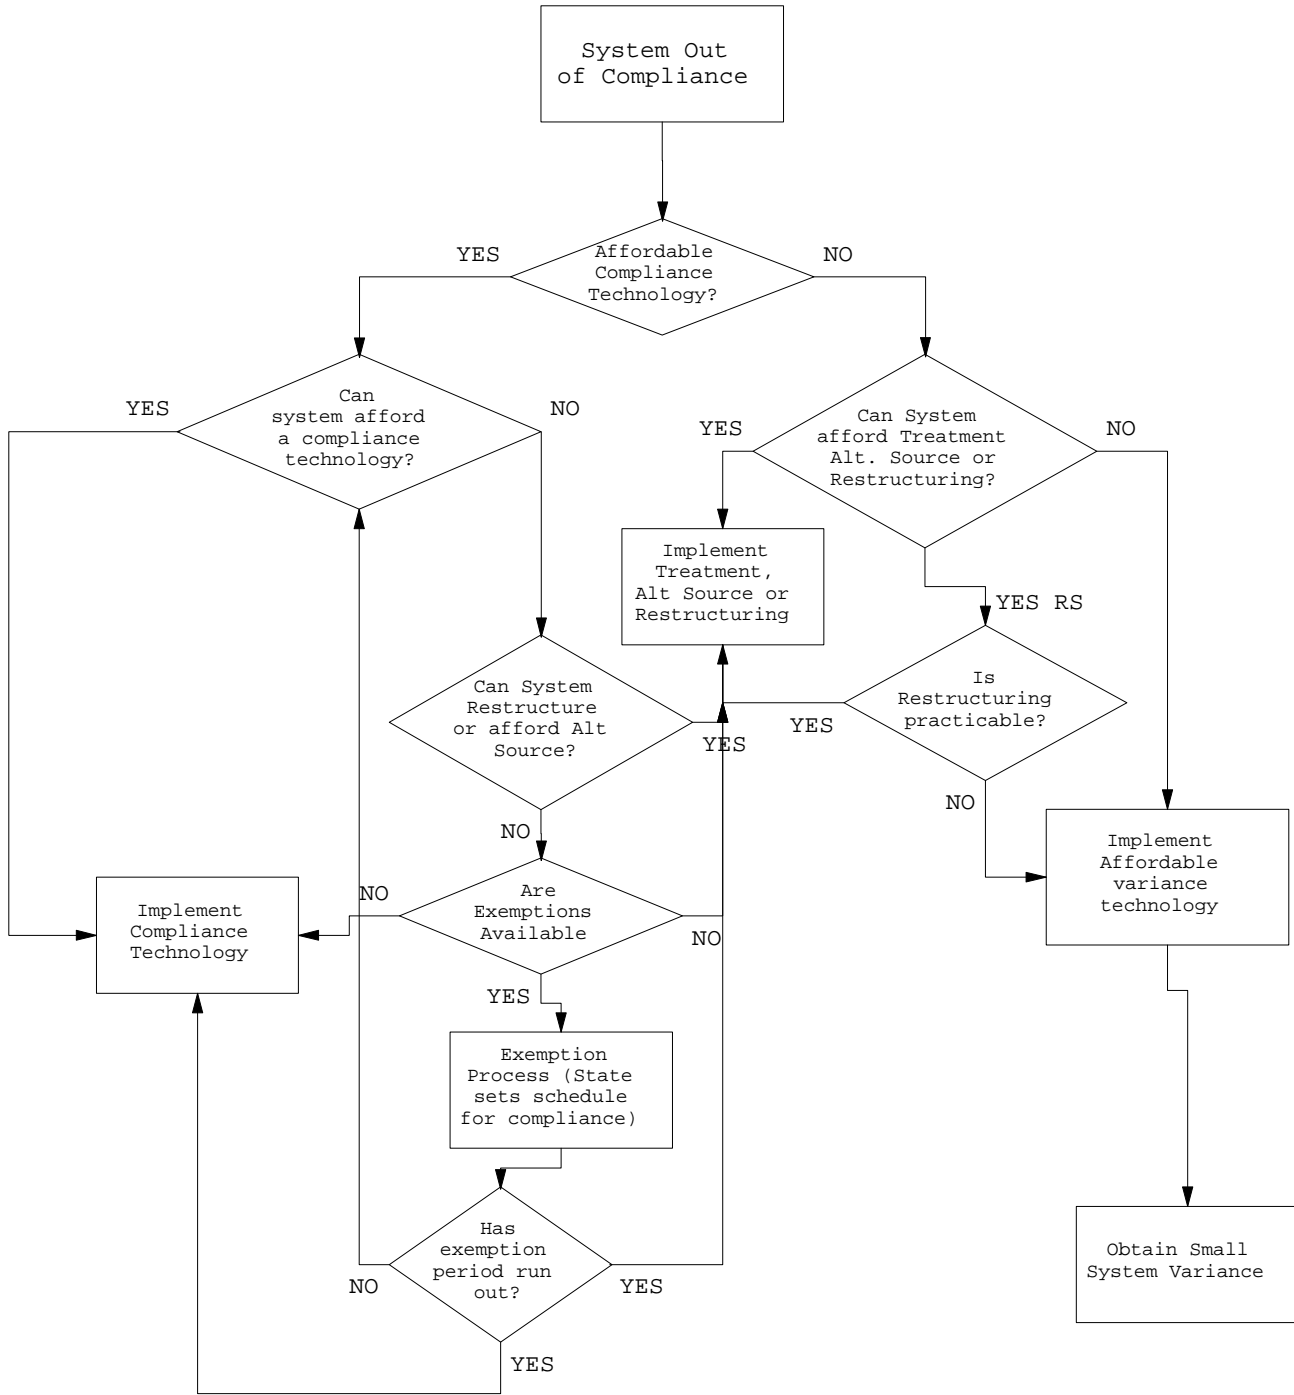 System Out
of Compliance
YES
Affordable
Compliance
Technology?
NO
YES
Can
system afford
a compliance
technology?
NO
YES
Can System
afford Treatment
Alt. Source or
Restructuring?
NO
Implement
Treatment,
Alt Source or
Restructuring
YES RS
Can System
Restructure
or afford Alt
Source?
YES
Is
Restructuring
practicable?
YES
NO
NO
Implement
Affordable
variance
technology
NO
Are
Exemptions
Available
NO
Implement
Compliance
Technology
YES
Exemption
Process (State
sets schedule
for compliance)
Has
exemption
period run
out?
NO
YES
YES
Obtain Small
System Variance